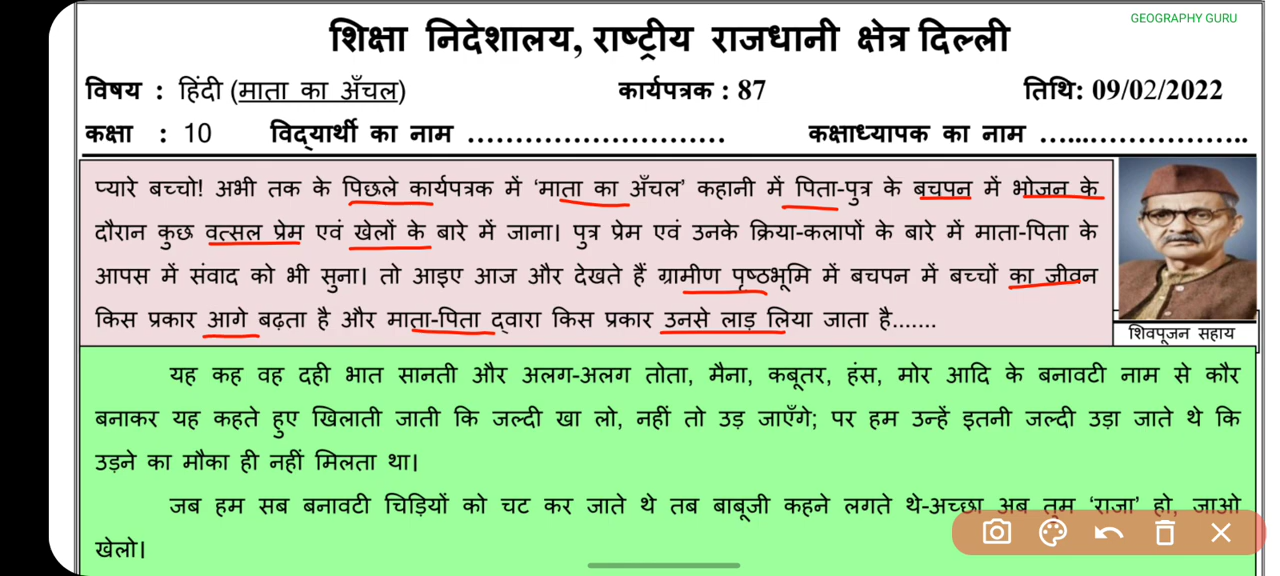 GEOGRAPHY GURU
शिक्षा निदेशालय, राष्ट्रीय राजधानी क्षेत्र दिल्ली
विषय : हिंदी (माता का अँचल) कार्यपत्रक : 87 तिथि: 09/02/2022
कक्षा : 10 विद्यार्थी का नाम ........................... कक्षाध्यापक का नाम ......................
प्यारे बच्चो! अभी तक के पिछले कार्यपत्रक में ‘माता का अँचल’ कहानी में पिता-पुत्र के बचपन में भोजन के
दौरान कुछ वत्सल प्रेम एवं खेलों के बारे में जाना। पुत्र प्रेम एवं उनके क्रिया-कलापों के बारे में माता-पिता के
आपस में संवाद को भी सुना। तो आइए आज और देखते हैं ग्रामीण पृष्ठभूमि में बचपन में बच्चों का जीवन
किस प्रकार आगे बढ़ता है और माता-पिता द्वारा किस प्रकार उनसे लाड़ लिया जाता है.......
शिवपूजन सहाय
यह कह वह दही भात सानती और अलग-अलग तोता, मैना, कबूतर, हंस, मोर आदि के बनावटी नाम से कौर
बनाकर यह कहते हुए खिलाती जाती कि जल्दी खा लो, नहीं तो उड़ जाएँगे; पर हम उन्हें इतनी जल्दी उड़ा जाते थे कि
उड़ने का मौका ही नहीं मिलता था।
जब हम सब बनावटी चिड़ियों को चट कर जाते थे तब बाबूजी कहने लगते थे-अच्छा अब तुम ‘राजा’ हो, जाओ
खेलो।